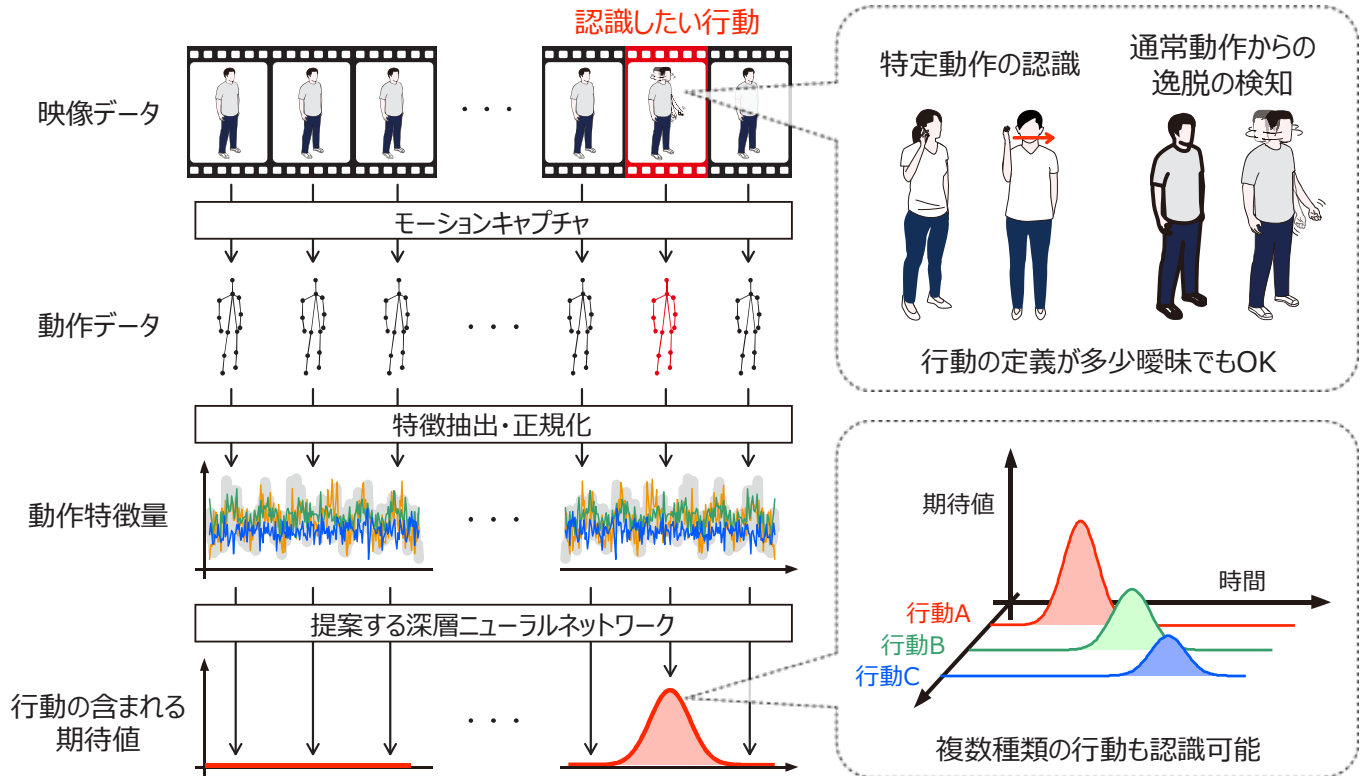 認識したい行動
映像データ
・・・
モーションキャプチャ
動作データ
・・・
特徴抽出・正規化
動作特徴量
・・・
提案する深層ニューラルネットワーク
行動の含まれる
期待値
・・・
特定動作の認識
通常動作からの
逸脱の検知
行動の定義が多少曖昧でもOK
期待値
時間
行動A
行動B
行動C
複数種類の行動も認識可能